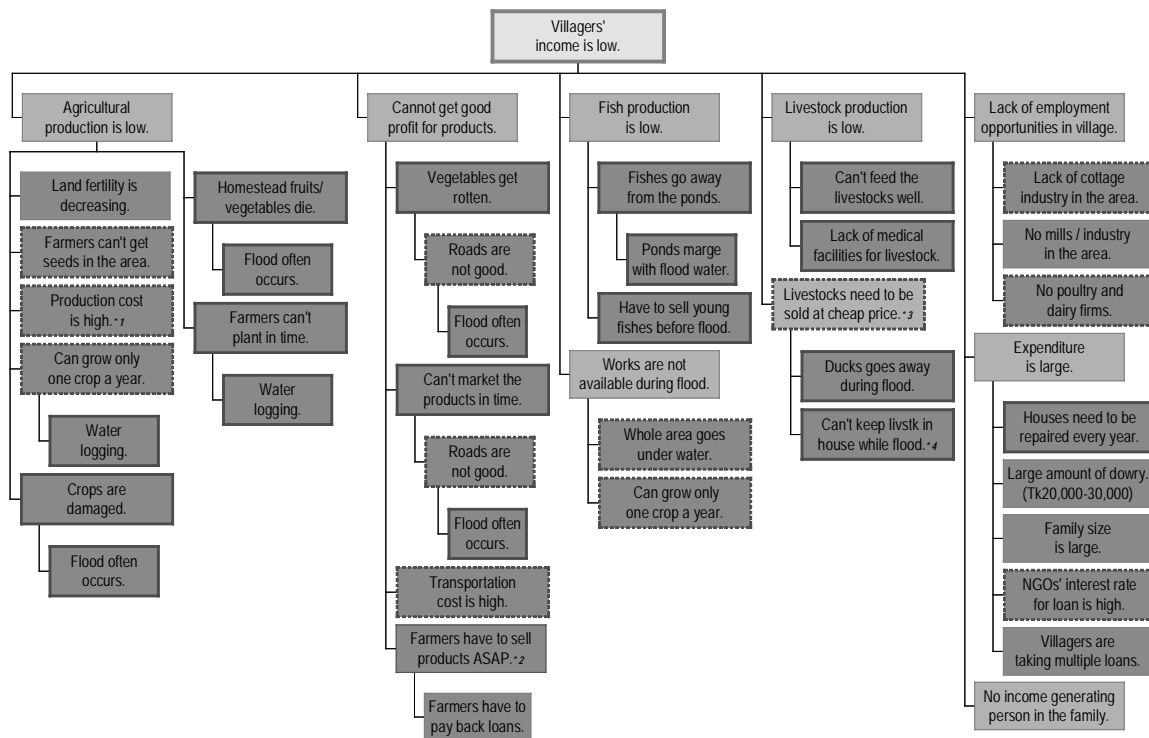 Villagers'
income is low.
Agricultural
production is low.
Land fertility is
decreasing.
Farmers can't get
seeds in the area.
Production cost
is high.*1
Can grow only
one crop a year.
Water
logging.
Crops are
damaged.
Flood often
occurs.
Homestead fruits/
vegetables die.
Flood often
occurs.
Farmers can't
plant in time.
Water
logging.
Cannot get good
profit for products.
Vegetables get
rotten.
Roads are
not good.
Flood often
occurs.
Can't market the
products in time.
Roads are
not good.
Flood often
occurs.
Transportation
cost is high.
Farmers have to sell
products ASAP.*2
Farmers have to
pay back loans.
Fish production
is low.
Fishes go away
from the ponds.
Ponds marge
with flood water.
Have to sell young
fishes before flood.
Works are not
available during flood.
Whole area goes
under water.
Can grow only
one crop a year.
Livestock production
is low.
Can't feed the
livestocks well.
Lack of medical
facilities for livestock.
Livestocks need to be
sold at cheap price.*3
Ducks goes away
during flood.
Can't keep livstk in
house while flood.*4
Lack of employment
opportunities in village.
Lack of cottage
industry in the area.
No mills / industry
in the area.
No poultry and
dairy firms.
Expenditure
is large.
Houses need to be
repaired every year.
Large amount of dowry.
(Tk20,000-30,000)
Family size
is large.
NGOs' interest rate
for loan is high.
Villagers are
taking multiple loans.
No income generating
person in the family.